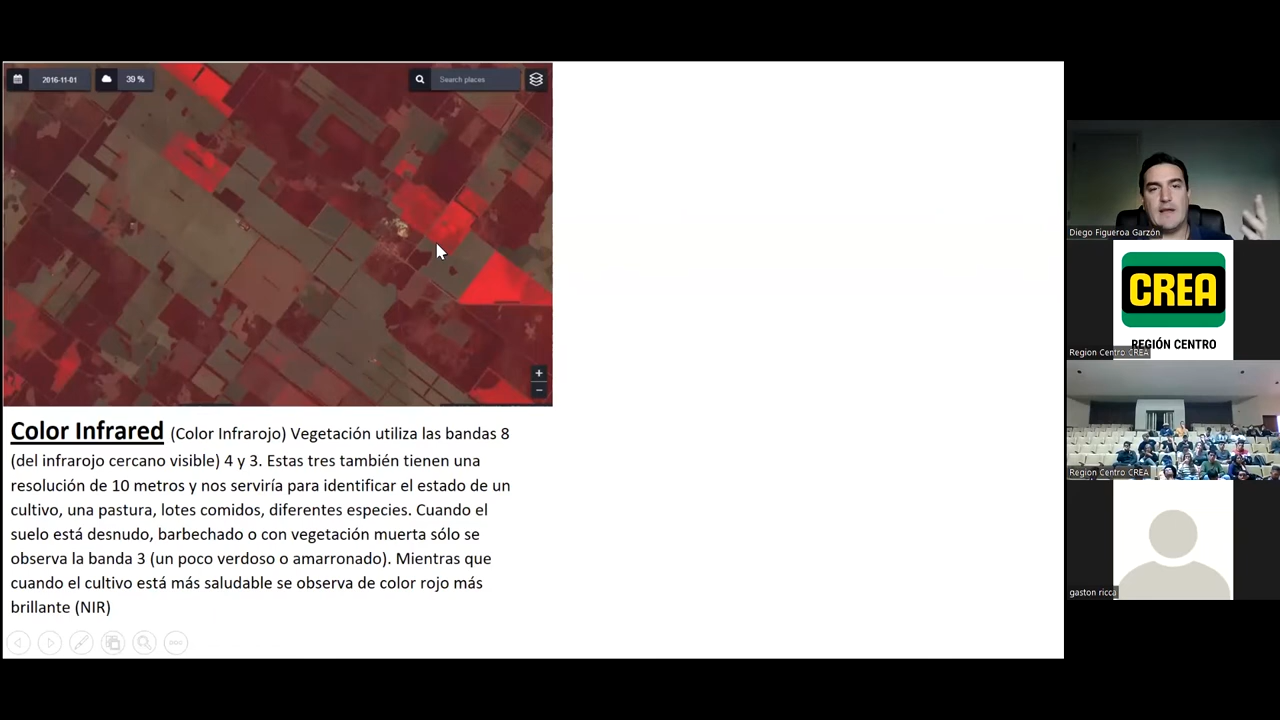 2016-11-01
39 %
Search places
Color Infrared (Color Infrarojo) Vegetación utiliza las bandas 8
(del infrarojo cercano visible) 4 y 3. Estas tres también tienen una
resolución de 10 metros y nos serviría para identificar el estado de un
cultivo, una pastura, lotes comidos, diferentes especies. Cuando el
suelo está desnudo, barbechado o con vegetación muerta sólo se
observa la banda 3 (un poco verdoso o amarronado). Mientras que
cuando el cultivo está más saludable se observa de color rojo más
brillante (NIR)
Diego Figueroa Garzón
CREA
REGIÓN CENTRO
Region Centro CREA
Region Centro CREA
gaston ricca